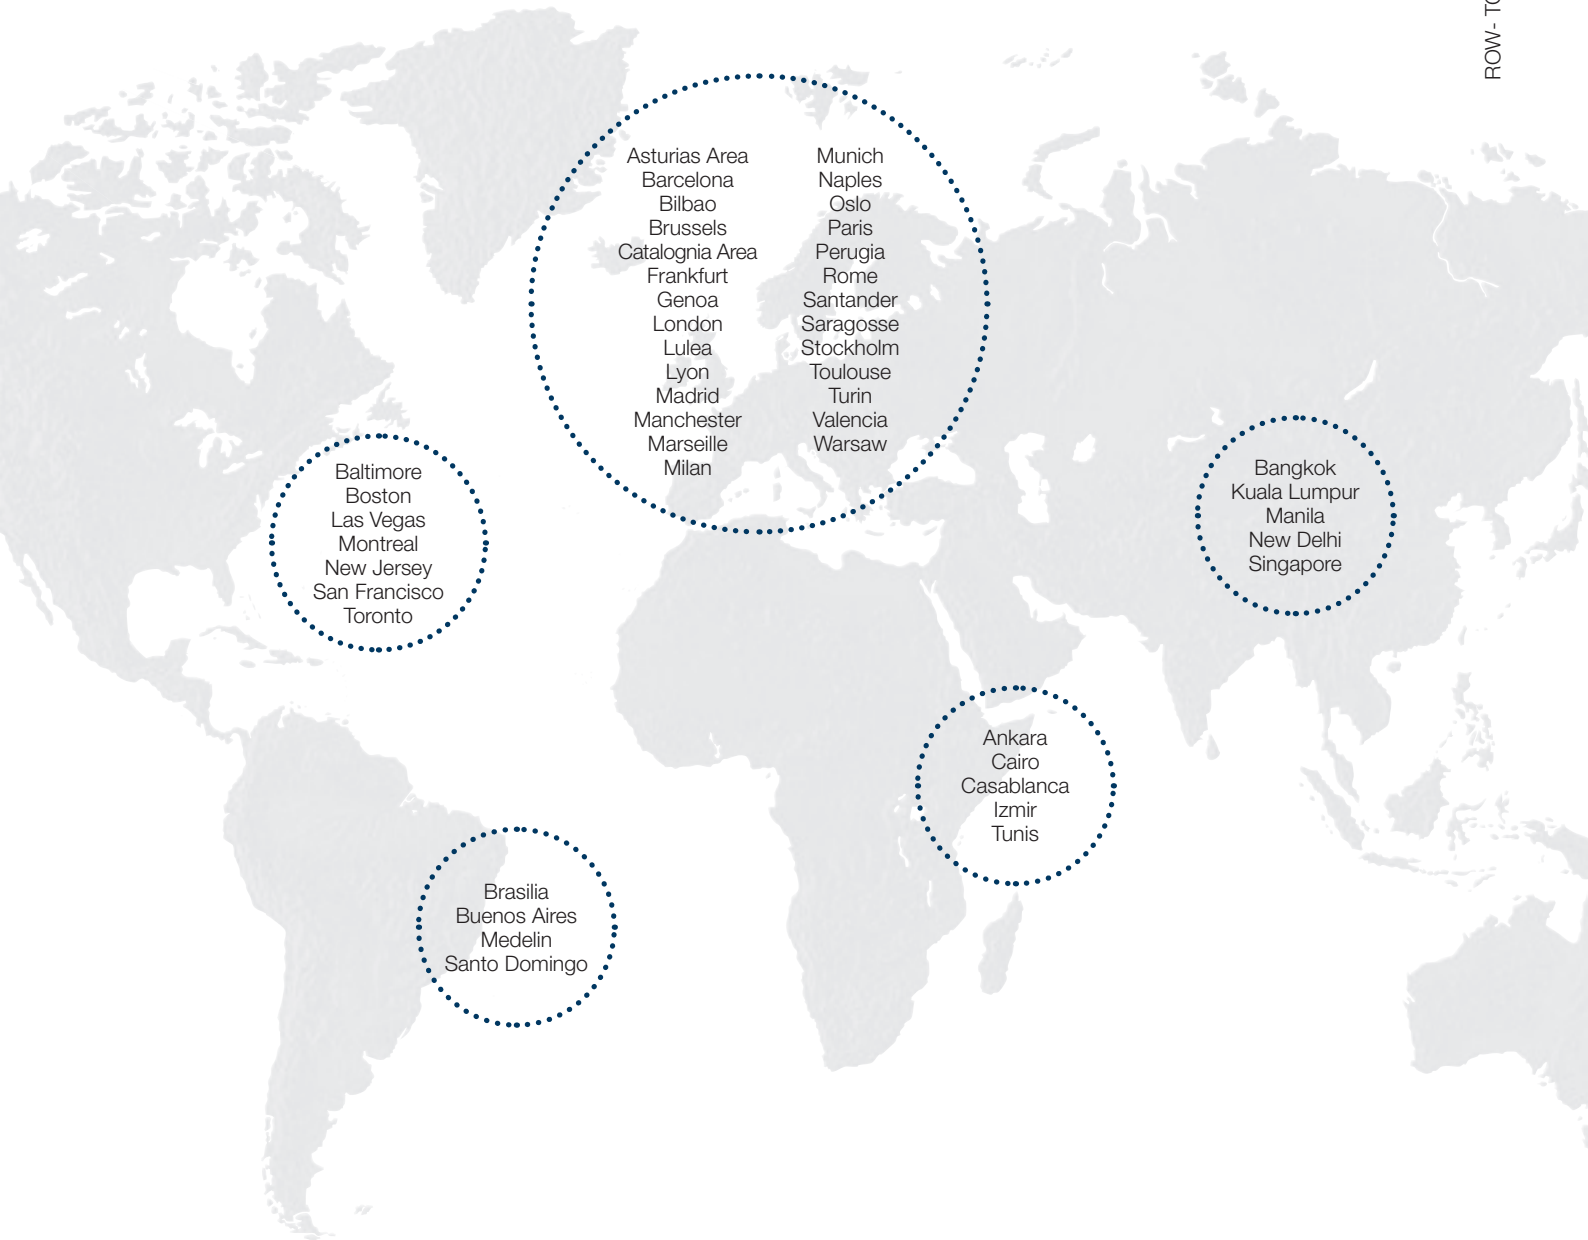 ROW- TO
Asturias Area
Barcelona
Bilbao
Brussels
Catalognia Area
Frankfurt
Genoa
London
Lulea
Lyon
Madrid
Manchester
Marseille
Milan
Munich
Naples
Oslo
Paris
Perugia
Rome
Santander
Saragosse
Stockholm
Toulouse
Turin
Valencia
Warsaw
Baltimore
Boston
Las Vegas
Montreal
New Jersey
San Francisco
Toronto
Bangkok
Kuala Lumpur
Manila
New Delhi
Singapore
Ankara
Cairo
Casablanca
Izmir
Tunis
Brasilia
Buenos Aires
Medelin
Santo Domingo